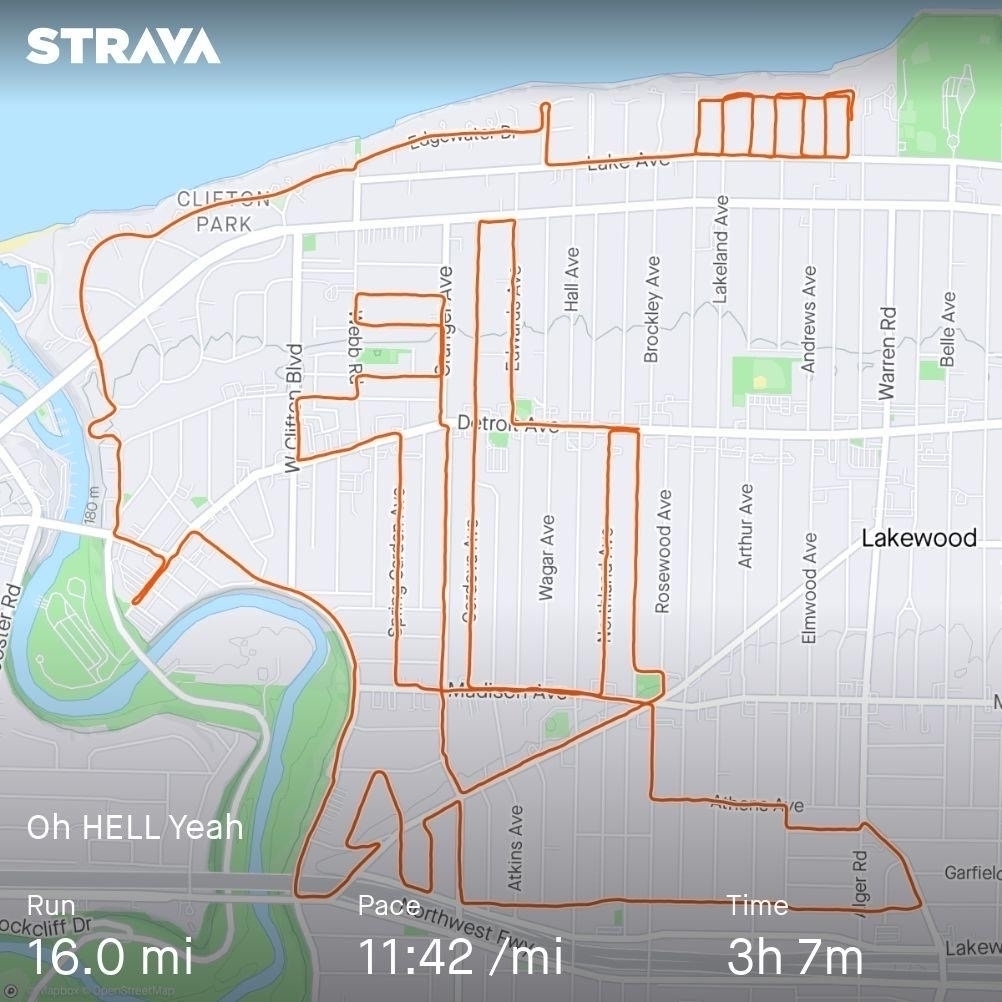 STRAVA
Edgewater Dr
Lake Ave
CLIFTON
PARK
Lakeland Ave
Hall Ave
Edwards Ave
Granger Ave
Brockley Ave
Andrews Ave
Warren Rd
Belle Ave
Webb Rd
W Clifton Blvd
Detroit Ave
180 m
Spring Garden Ave
Cordova Ave
Wagar Ave
Northland Ave
Rosewood Ave
Arthur Ave
Elmwood Ave
Lakewood
Madison Ave
M
Athens Ave
Atkins Ave
Oh HELL Yeah
Garfield
Run
Pace
Time
Northwest Fwy
ockcliff Dr
16.0 mi
11:42 /mi
3h 7m
Lakew
Mapbox © OpenStreetMap